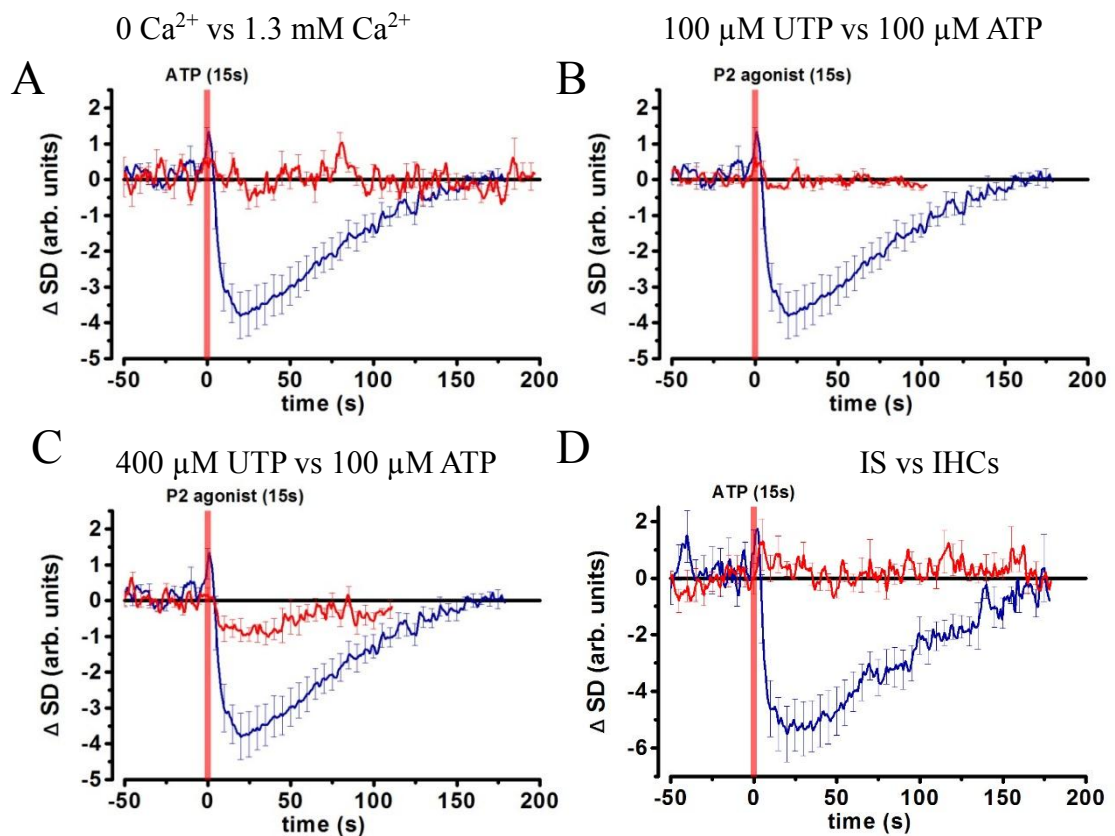 0 Ca²⁺ vs 1.3 mM Ca²⁺
A
ATP (15s)
Δ SD (arb. units)
2
1
0
-1
-2
-3
-4
-5
-50 0 50 100 150 200
time (s)
100 µM UTP vs 100 µM ATP
B
P2 agonist (15s)
Δ SD (arb. units)
2
1
0
-1
-2
-3
-4
-5
-50 0 50 100 150 200
time (s)
C
400 µM UTP vs 100 µM ATP
P2 agonist (15s)
Δ SD (arb. units)
2
1
0
-1
-2
-3
-4
-5
-50 0 50 100 150 200
time (s)
D
IS vs IHCs
ATP (15s)
Δ SD (arb. units)
2
0
-2
-4
-6
-50 0 50 100 150 200
time (s)